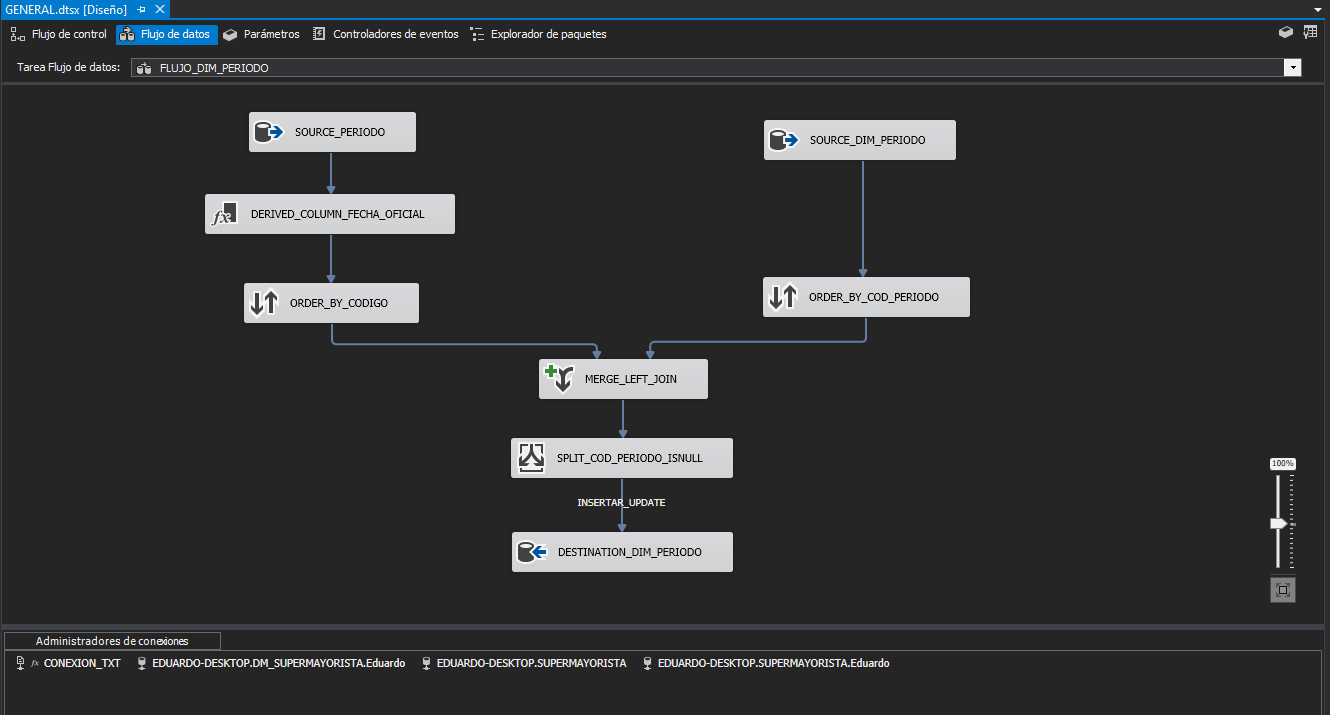 GENERAL.dtsx [Diseño]
Flujo de control Flujo de datos Parámetros Controladores de eventos Explorador de paquetes
Tarea Flujo de datos: FLUJO_DIM_PERIODO
SOURCE_PERIODO
SOURCE_DIM_PERIODO
DERIVED_COLUMN_FECHA_OFICIAL
ORDER_BY_CODIGO
ORDER_BY_COD_PERIODO
MERGE_LEFT_JOIN
SPLIT_COD_PERIODO_ISNULL
100%
INSERTAR_UPDATE
DESTINATION_DIM_PERIODO
Administradores de conexiones
fx CONEXION_TXT EDUARDO-DESKTOP.DM_SUPERMAYORISTA.Eduardo EDUARDO-DESKTOP.SUPERMAYORISTA EDUARDO-DESKTOP.SUPERMAYORISTA.Eduardo